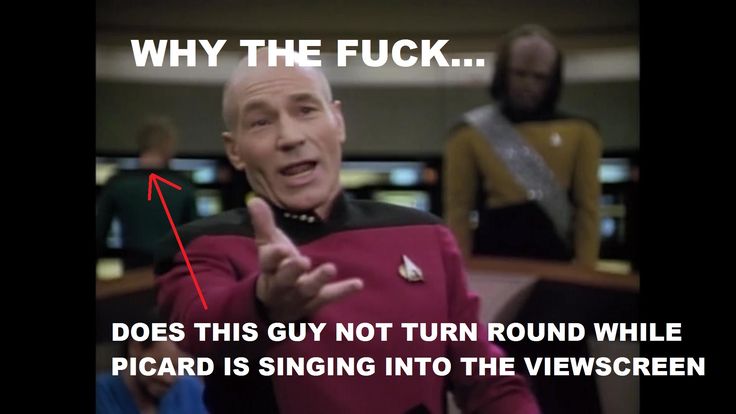 WHY THE FUCK...
DOES THIS GUY NOT TURN ROUND WHILE
PICARD IS SINGING INTO THE VIEWSCREEN